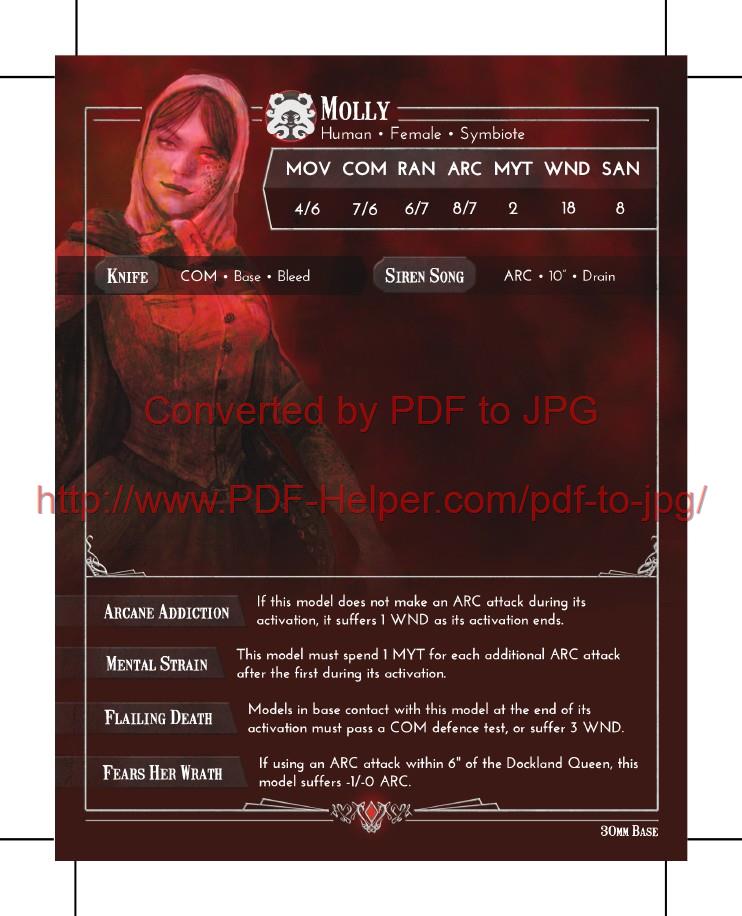 Molly
Human • Female • Symbiote
MOV COM RAN ARC MYT WND SAN
4/6 7/6 6/7 8/7 2 18 8
Knife COM • Base • Bleed Siren Song ARC • 10" • Drain
Converted by PDF to JPG
http://www.PDF-Helper.com/pdf-to-jpg/
Arcane Addiction
If this model does not make an ARC attack during its
activation, it suffers 1 WND as its activation ends.
Mental Strain
This model must spend 1 MYT for each additional ARC attack
after the first during its activation.
Flailing Death
Models in base contact with this model at the end of its
activation must pass a COM defence test, or suffer 3 WND.
Fears Her Wrath
If using an ARC attack within 6" of the Dockland Queen, this
model suffers -1/-0 ARC.
30mm Base